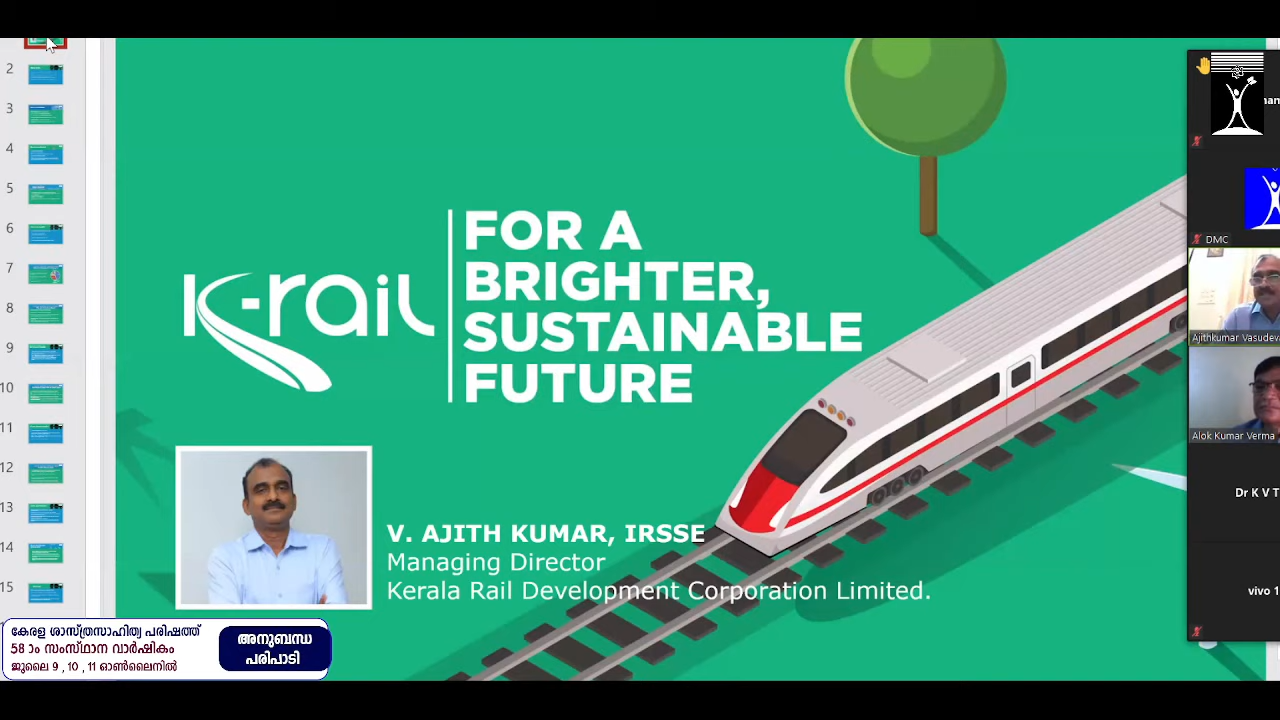 2
3
4
5
6
7
8
9
10
11
12
13
14
15
K-rail
FOR A
BRIGHTER,
SUSTAINABLE
FUTURE
V. AJITH KUMAR, IRSSE
Managing Director
Kerala Rail Development Corporation Limited.
കേരള ശാസ്ത്രസാഹിത്യ പരിഷത്ത്
58 ാം സംസ്ഥാന വാർഷികം
ജൂലൈ 9 , 10 , 11 ഓൺലൈനിൽ
അനുബന്ധ
പരിപാടി
DMC
Ajithkumar Vasudeva
Alok Kumar Verma
Dr K V T
vivo 1